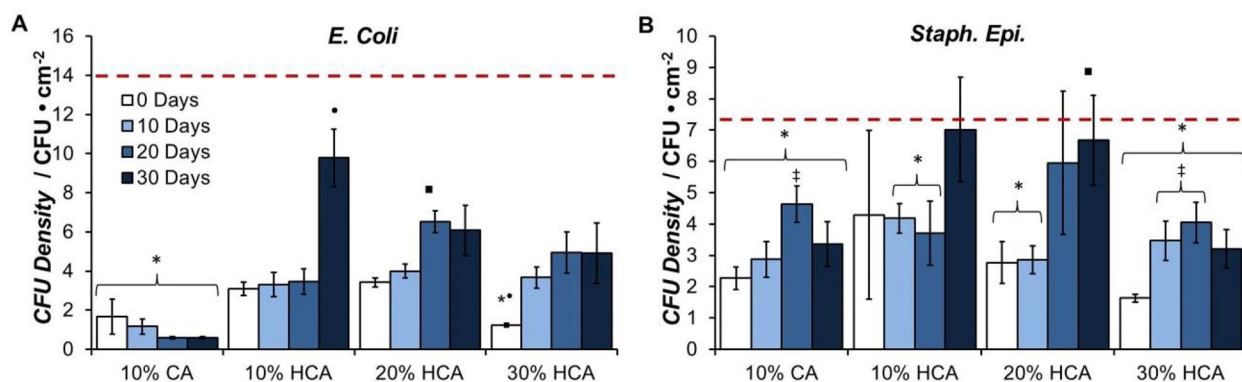 A
E. Coli
CFU Density / CFU • cm-2
16
14
12
10
8
6
4
2
0
0 Days
10 Days
20 Days
30 Days
*
•
■
*•
10% CA
10% HCA
20% HCA
30% HCA
B
Staph. Epi.
CFU Density / CFU • cm-2
10
9
8
7
6
5
4
3
2
1
0
*
‡
*
*
■
*
‡
10% CA
10% HCA
20% HCA
30% HCA